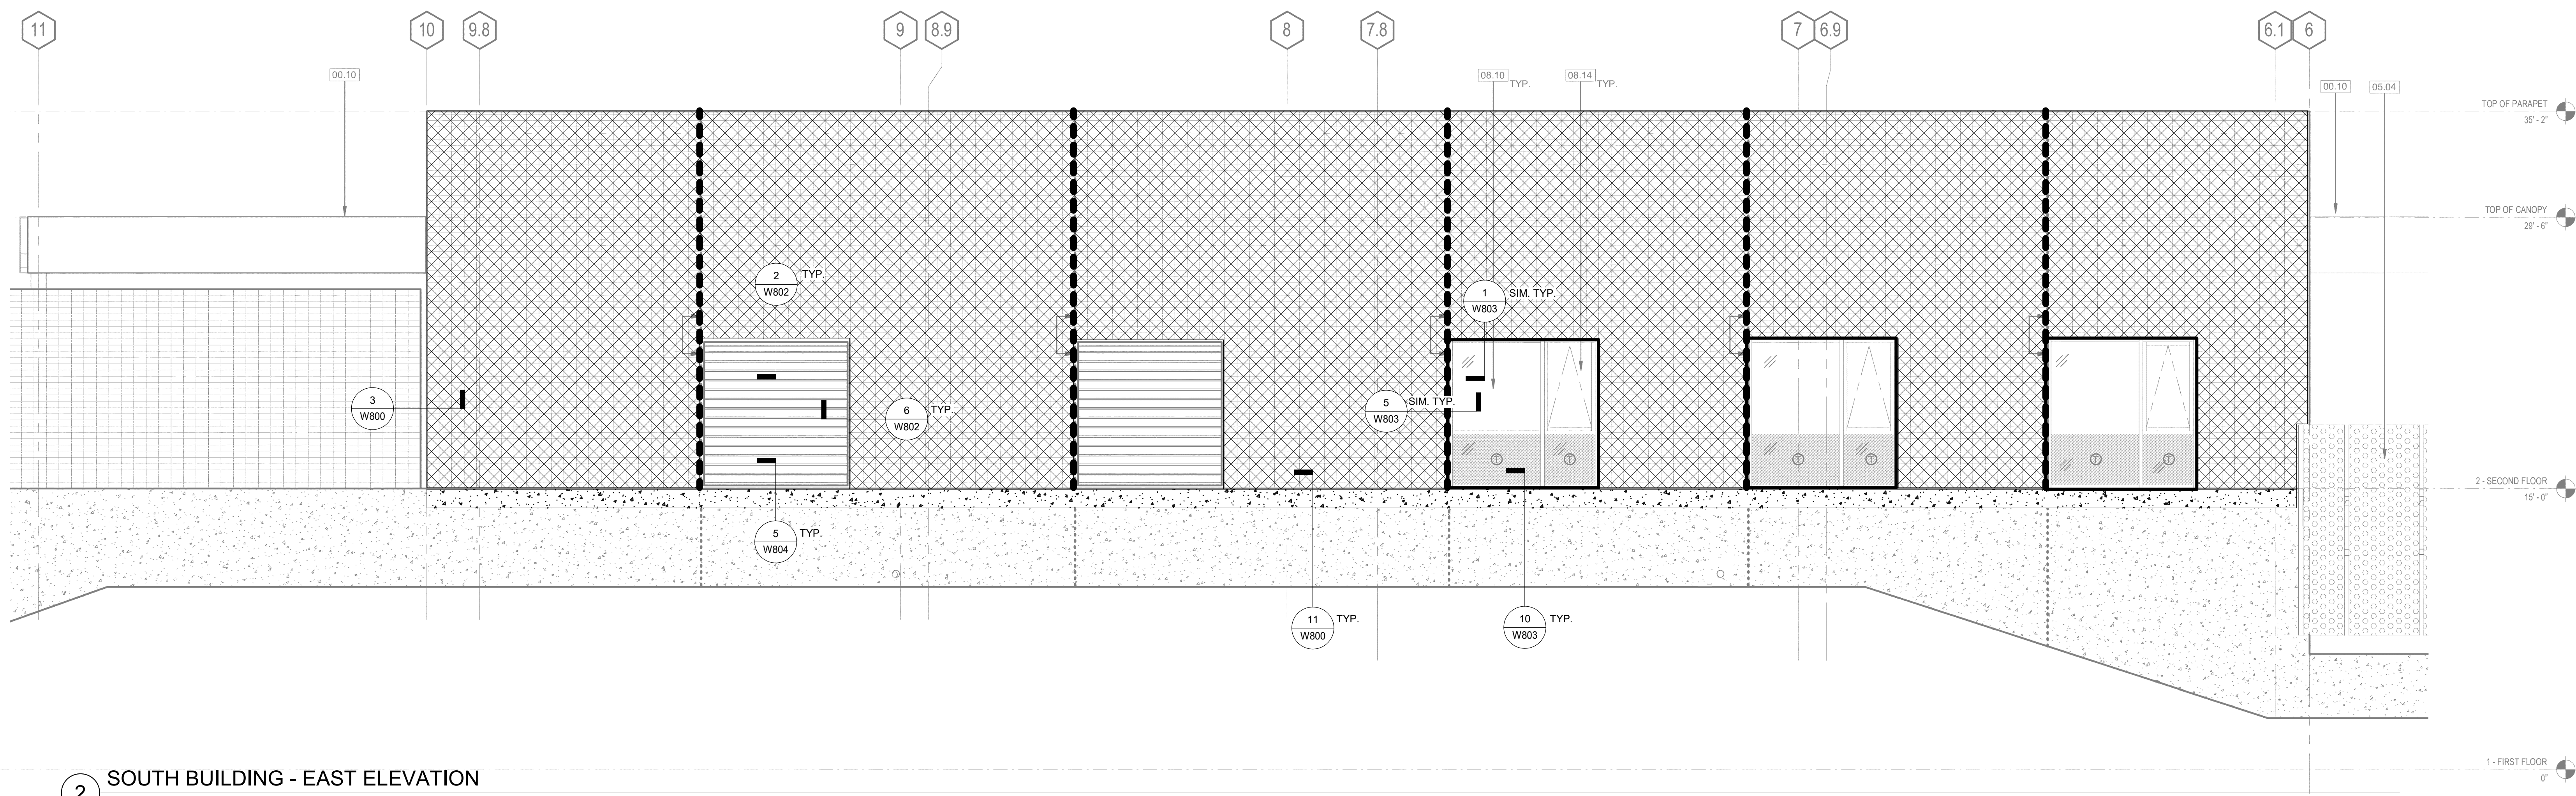 11
10
9.8
9
8.9
8
7.8
7
6.9
6.1
6
00.10
08.10 TYP.
08.14 TYP.
00.10
05.04
TOP OF PARAPET
35' - 2"
TOP OF CANOPY
29' - 6"
2 W802 TYP.
1 W803 SIM. TYP.
3 W800
6 W802 TYP.
5 W803 SIM. TYP.
T
T
T
T
T
T
2 - SECOND FLOOR
15' - 0"
5 W804 TYP.
11 W800 TYP.
10 W803 TYP.
1 - FIRST FLOOR
0"
2 SOUTH BUILDING - EAST ELEVATION